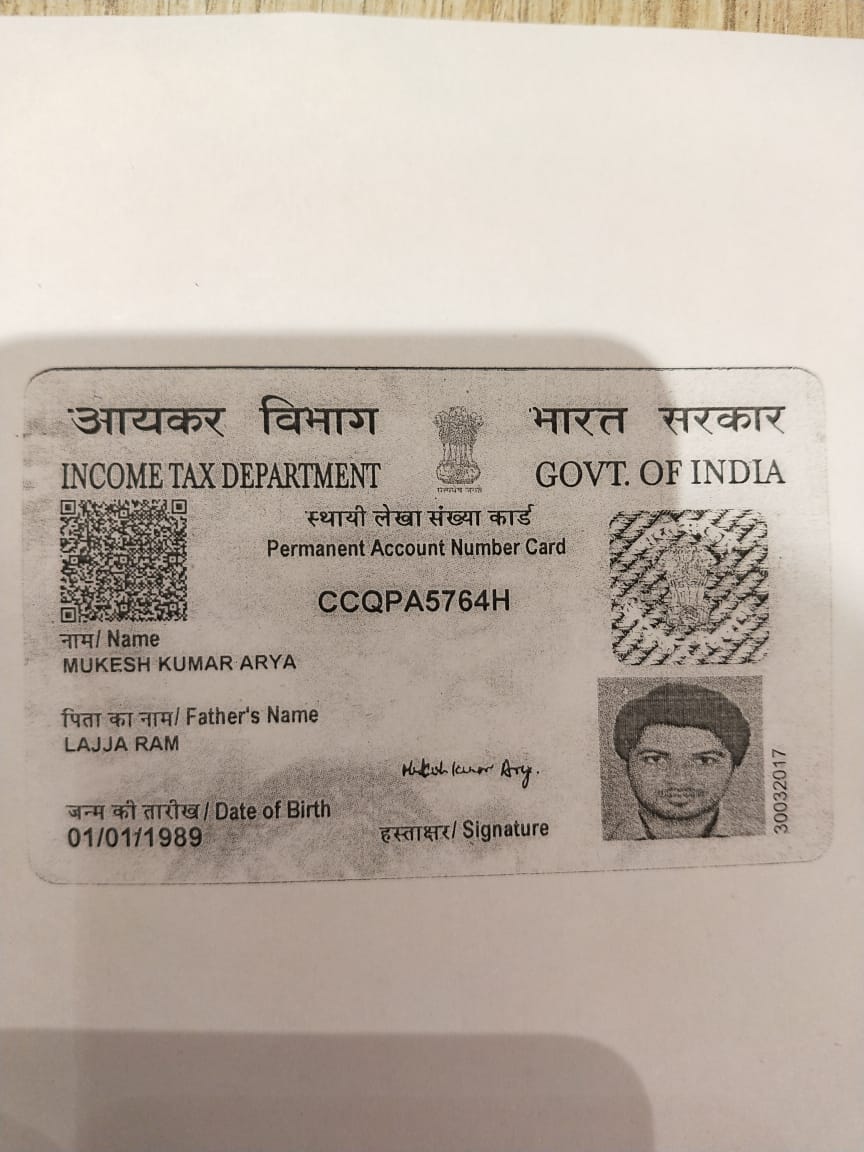 आयकर विभाग
भारत सरकार
INCOME TAX DEPARTMENT
GOVT. OF INDIA
सत्यमेव जयते
स्थायी लेखा संख्या कार्ड
Permanent Account Number Card
CCQPA5764H
नाम/ Name
MUKESH KUMAR ARYA
पिता का नाम/ Father's Name
LAJJA RAM
Mukesh Kumar Arya.
जन्म की तारीख/ Date of Birth
01/01/1989
हस्ताक्षर/ Signature
30032017